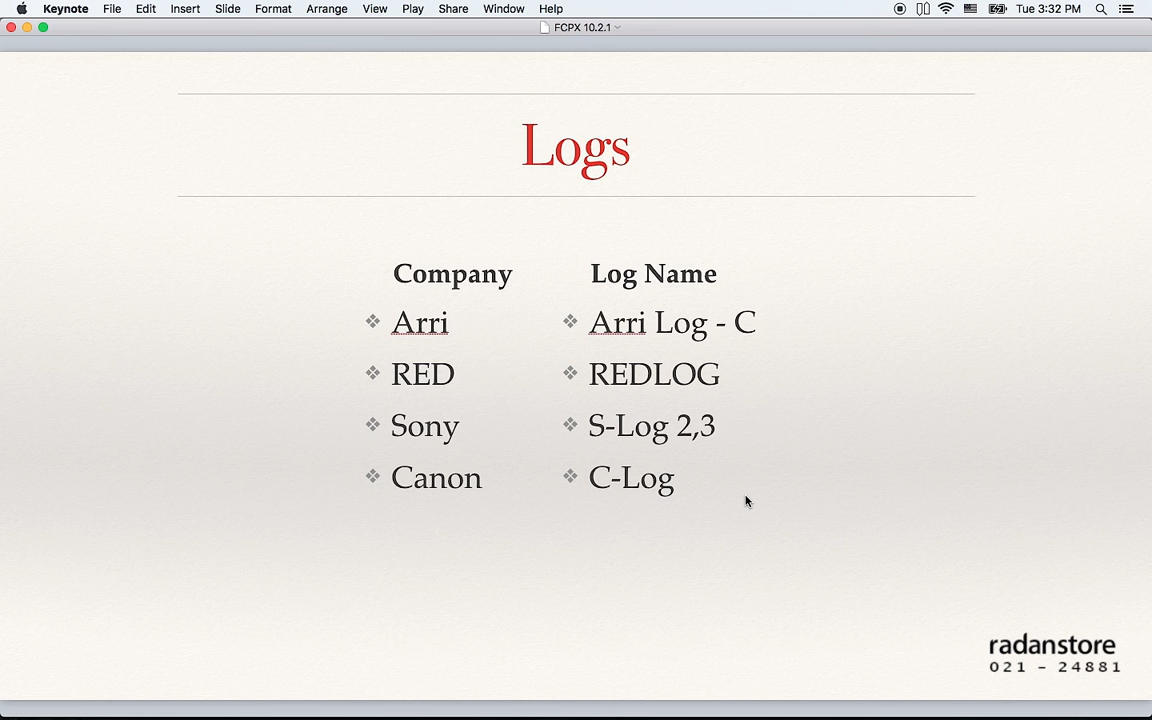 Keynote File Edit Insert Slide Format Arrange View Play Share Window Help Tue 3:32 PM
FCPX 10.2.1
Logs
Company Log Name
Arri Arri Log - C
RED REDLOG
Sony S-Log 2,3
Canon C-Log
radanstore
021 - 24881